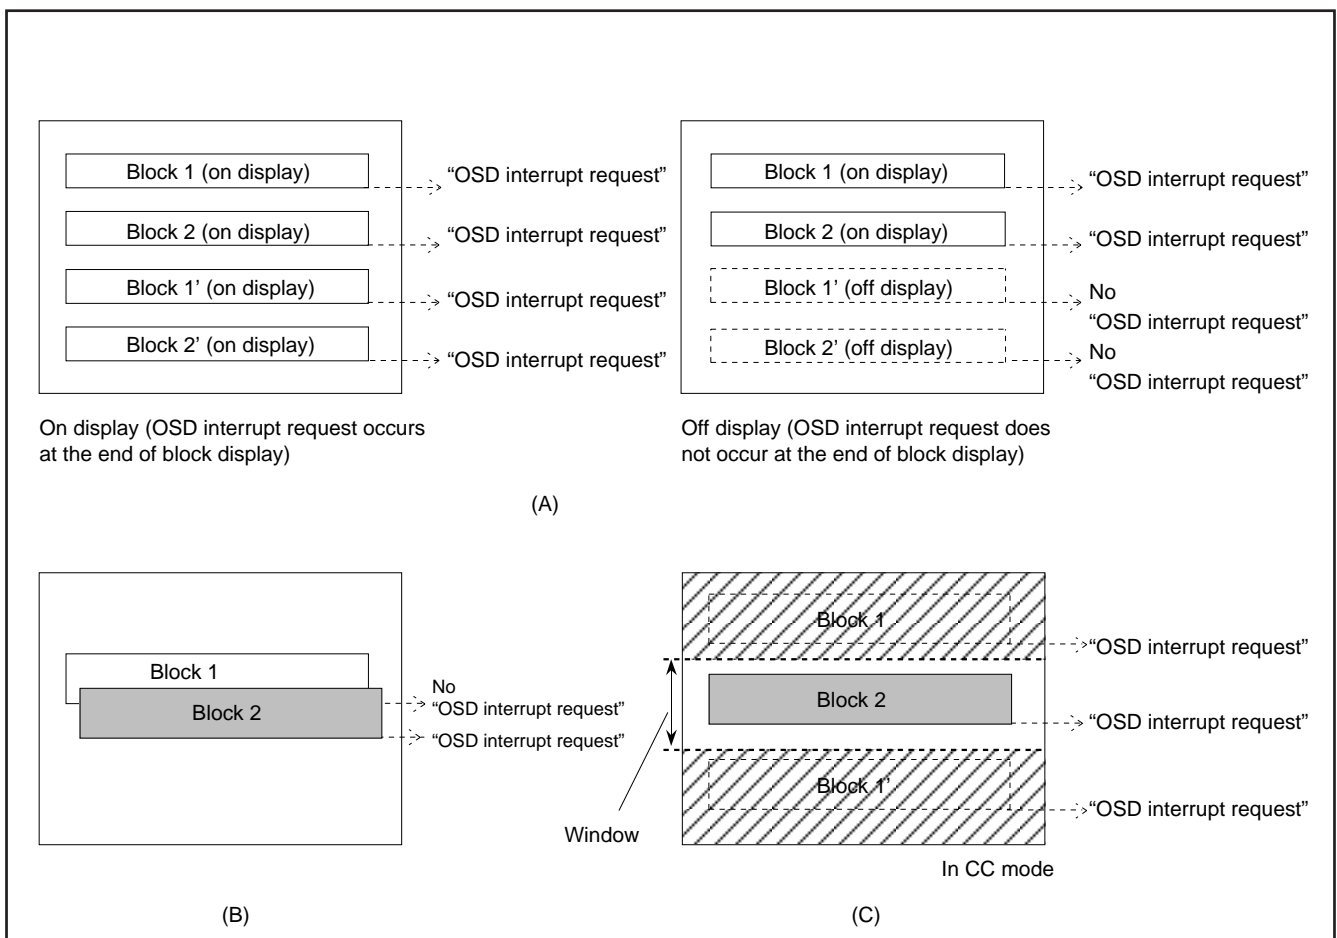 Block 1 (on display)
“OSD interrupt request”
Block 2 (on display)
“OSD interrupt request”
Block 1’ (on display)
“OSD interrupt request”
Block 2’ (on display)
“OSD interrupt request”
On display (OSD interrupt request occurs
at the end of block display)
Block 1 (on display)
“OSD interrupt request”
Block 2 (on display)
“OSD interrupt request”
Block 1’ (off display)
No
“OSD interrupt request”
Block 2’ (off display)
No
“OSD interrupt request”
Off display (OSD interrupt request does
not occur at the end of block display)
(A)
Block 1
Block 2
No
“OSD interrupt request”
“OSD interrupt request”
(B)
Block 1
“OSD interrupt request”
Block 2
“OSD interrupt request”
Block 1’
“OSD interrupt request”
Window
In CC mode
(C)